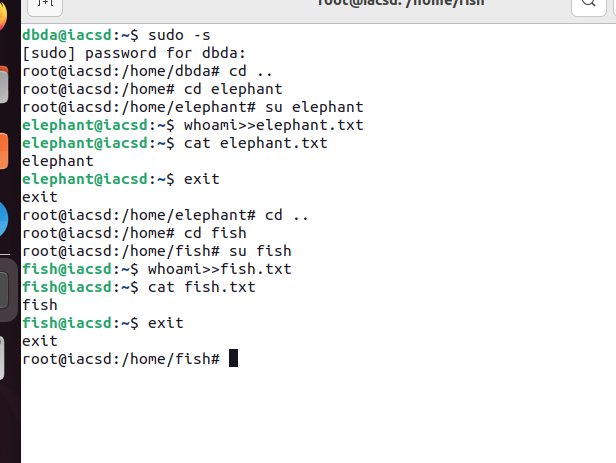 root@iacsd: /home/fish
dbda@iacsd:~$ sudo -s
[sudo] password for dbda:
root@iacsd:/home/dbda# cd ..
root@iacsd:/home# cd elephant
root@iacsd:/home/elephant# su elephant
elephant@iacsd:~$ whoami>>elephant.txt
elephant@iacsd:~$ cat elephant.txt
elephant
elephant@iacsd:~$ exit
exit
root@iacsd:/home/elephant# cd ..
root@iacsd:/home# cd fish
root@iacsd:/home/fish# su fish
fish@iacsd:~$ whoami>>fish.txt
fish@iacsd:~$ cat fish.txt
fish
fish@iacsd:~$ exit
exit
root@iacsd:/home/fish#